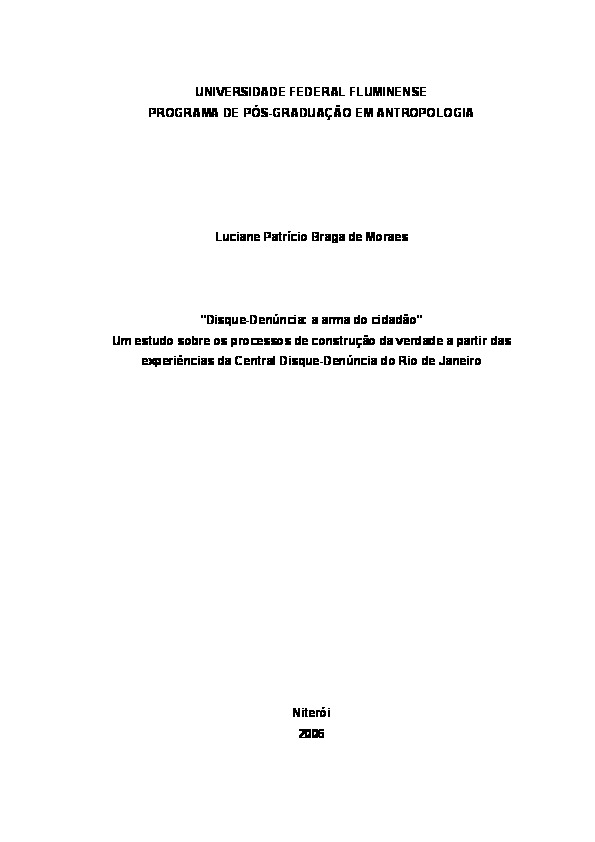 UNIVERSIDADE FEDERAL FLUMINENSE
PROGRAMA DE PÓS-GRADUAÇÃO EM ANTROPOLOGIA
Luciane Patrício Braga de Moraes
"Disque-Denúncia: a arma do cidadão"
Um estudo sobre os processos de construção da verdade a partir das
experiências da Central Disque-Denúncia do Rio de Janeiro
Niterói
2006